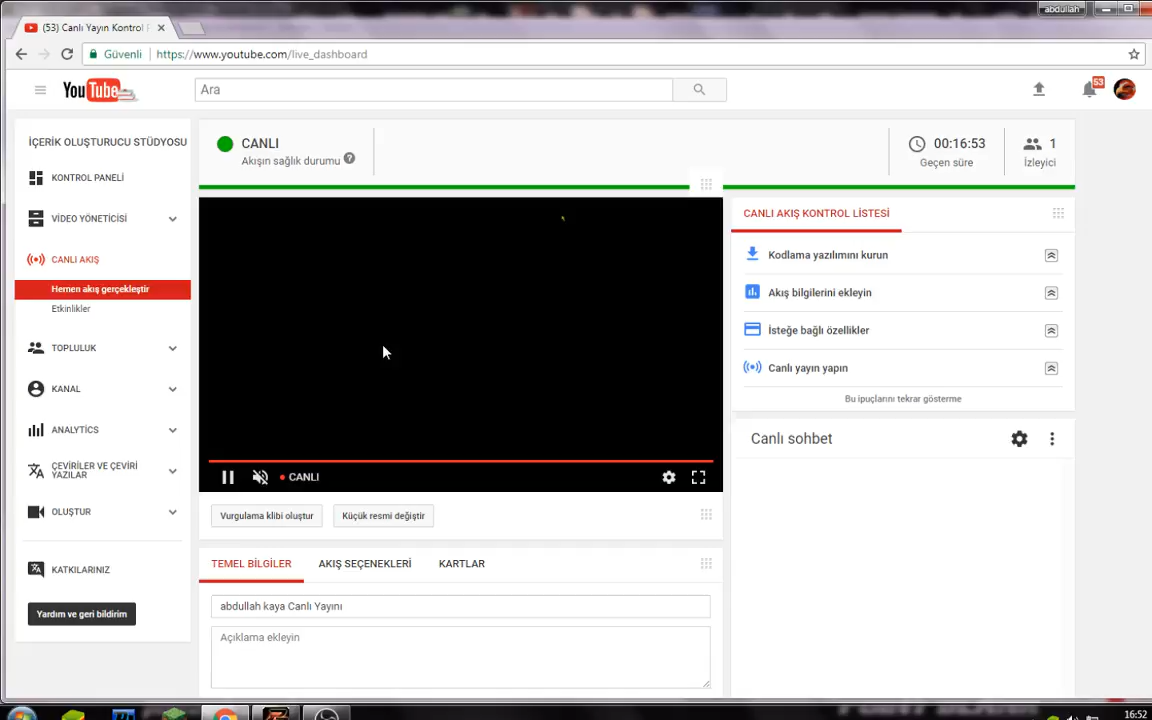 abdullah
(53) Canlı Yayın Kontrol P
Güvenli
https://www.youtube.com/live_dashboard
YouTube
Ara
53
İÇERİK OLUŞTURUCU STÜDYOSU
KONTROL PANELİ
VİDEO YÖNETİCİSİ
CANLI AKIŞ
Hemen akış gerçekleştir
Etkinlikler
TOPLULUK
KANAL
ANALYTICS
ÇEVİRİLER VE ÇEVİRİ
YAZILAR
OLUŞTUR
KATKILARINIZ
Yardım ve geri bildirim
CANLI
Akışın sağlık durumu ?
00:16:53
Geçen süre
1
İzleyici
CANLI
Vurgulama klibi oluştur
Küçük resmi değiştir
TEMEL BİLGİLER
AKIŞ SEÇENEKLERİ
KARTLAR
abdullah kaya Canlı Yayını
Açıklama ekleyin
CANLI AKIŞ KONTROL LİSTESİ
Kodlama yazılımını kurun
Akış bilgilerini ekleyin
İsteğe bağlı özellikler
Canlı yayın yapın
Bu ipuçlarını tekrar gösterme
Canlı sohbet
16:52